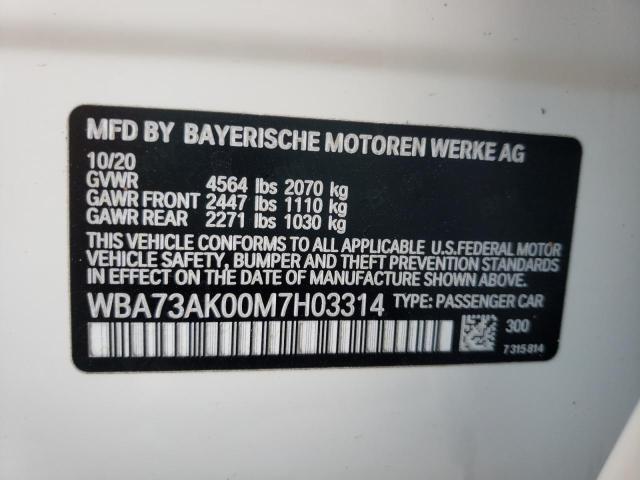 MFD BY BAYERISCHE MOTOREN WERKE AG
10/20
GVWR 4564 lbs 2070 kg
GAWR FRONT 2447 lbs 1110 kg
GAWR REAR 2271 lbs 1030 kg
THIS VEHICLE CONFORMS TO ALL APPLICABLE U.S.FEDERAL MOTOR
VEHICLE SAFETY, BUMPER AND THEFT PREVENTION STANDARDS
IN EFFECT ON THE DATE OF MANUFACTURE SHOWN ABOVE.
WBA73AK00M7H03314 TYPE: PASSENGER CAR
300
7315814